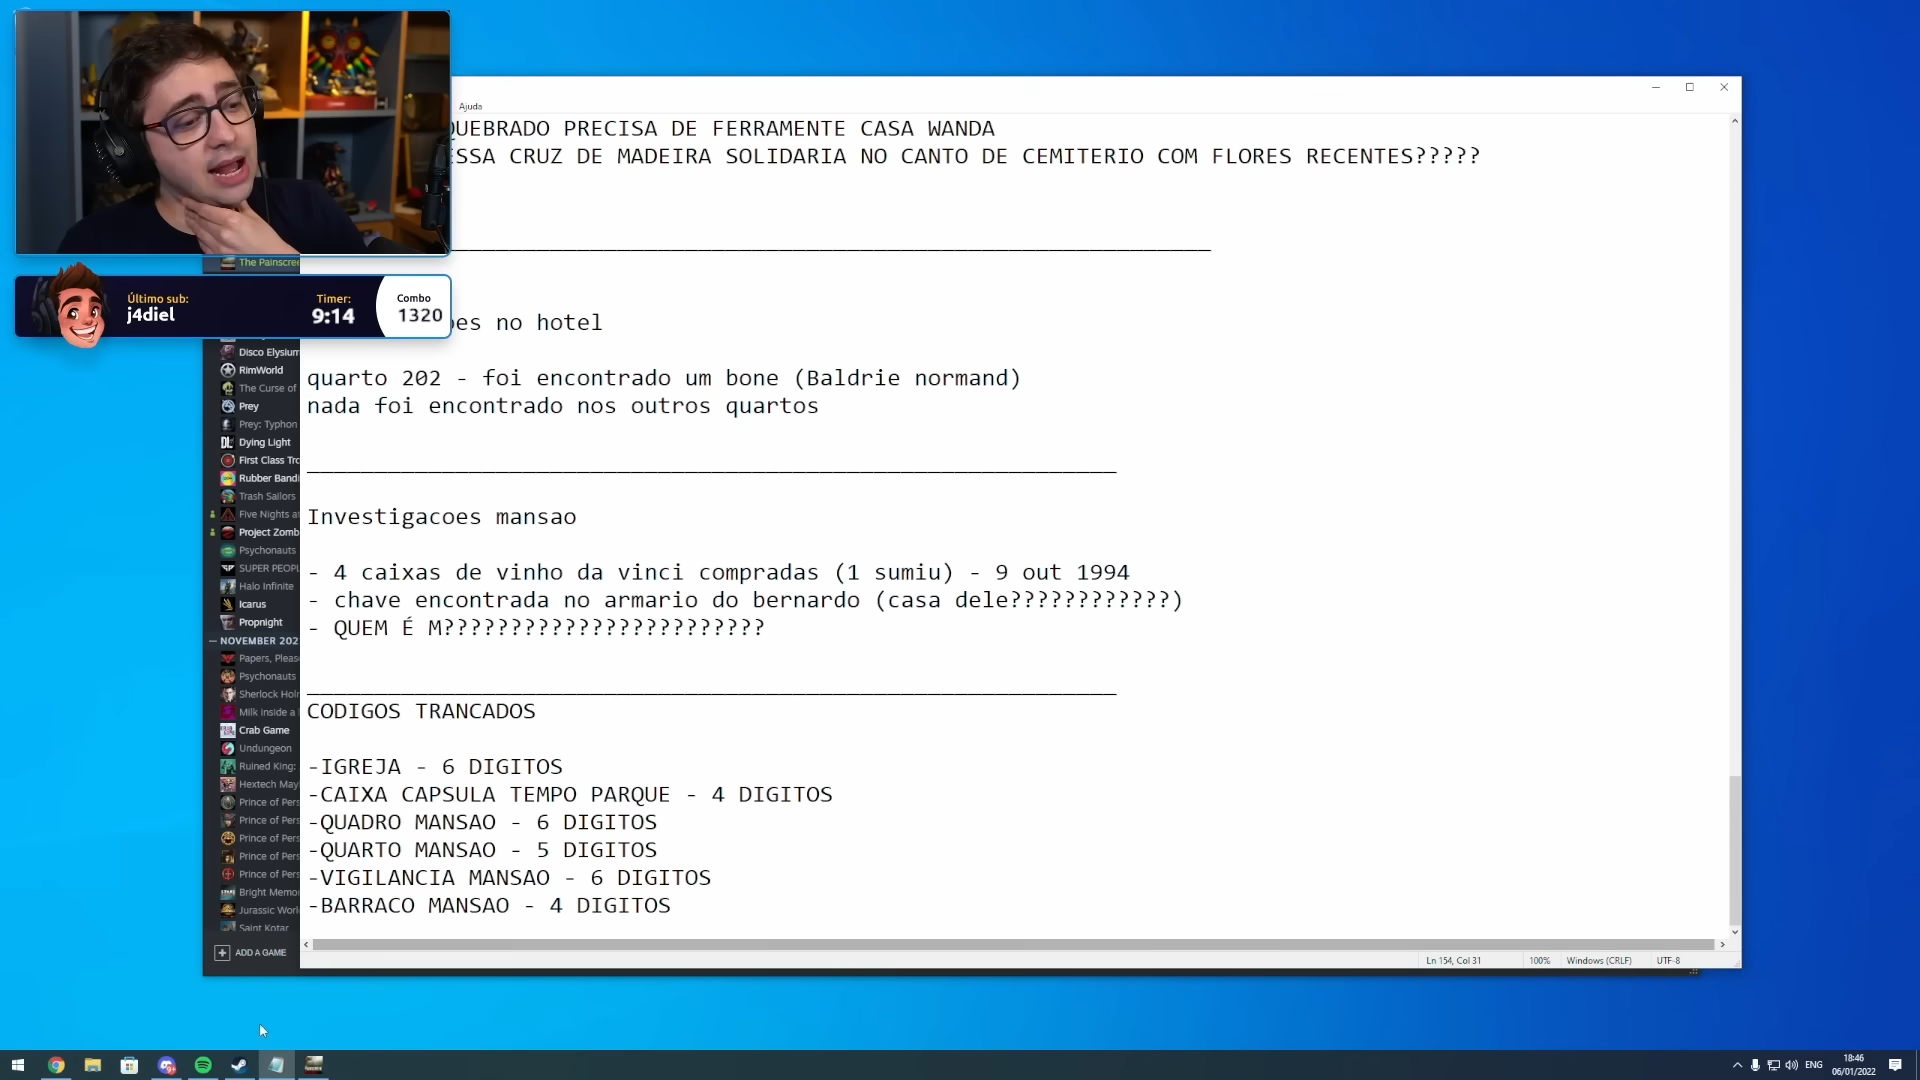 Ajuda
UEBRADO PRECISA DE FERRAMENTE CASA WANDA
SSA CRUZ DE MADEIRA SOLIDARIA NO CANTO DE CEMITERIO COM FLORES RECENTES?????
The Painscre
Último sub:
j4diel
Timer:
9:14
Combo
1320
es no hotel
quarto 202 - foi encontrado um bone (Baldrie normand)
nada foi encontrado nos outros quartos
Investigacoes mansao
- 4 caixas de vinho da vinci compradas (1 sumiu) - 9 out 1994
- chave encontrada no armario do bernardo (casa dele????????????)
- QUEM É M????????????????????????
CODIGOS TRANCADOS
-IGREJA - 6 DIGITOS
-CAIXA CAPSULA TEMPO PARQUE - 4 DIGITOS
-QUADRO MANSAO - 6 DIGITOS
-QUARTO MANSAO - 5 DIGITOS
-VIGILANCIA MANSAO - 6 DIGITOS
-BARRACO MANSAO - 4 DIGITOS
Disco Elysium
RimWorld
The Curse of
Prey
Prey: Typhon
Dying Light
First Class Tro
Rubber Bandi
Trash Sailors
Five Nights at
Project Zomb
Psychonauts
SUPER PEOPL
Halo Infinite
Icarus
Propnight
— NOVEMBER 202
Papers, Pleas
Psychonauts
Sherlock Holm
Milk inside a
Crab Game
Undungeon
Ruined King:
Hextech May
Prince of Pers
Prince of Pers
Prince of Pers
Prince of Pers
Prince of Pers
Bright Memo
Jurassic Worl
Saint Kotar
+ ADD A GAME
Ln 154, Col 31
100%
Windows (CRLF)
UTF-8
ENG
18:46
06/01/2022